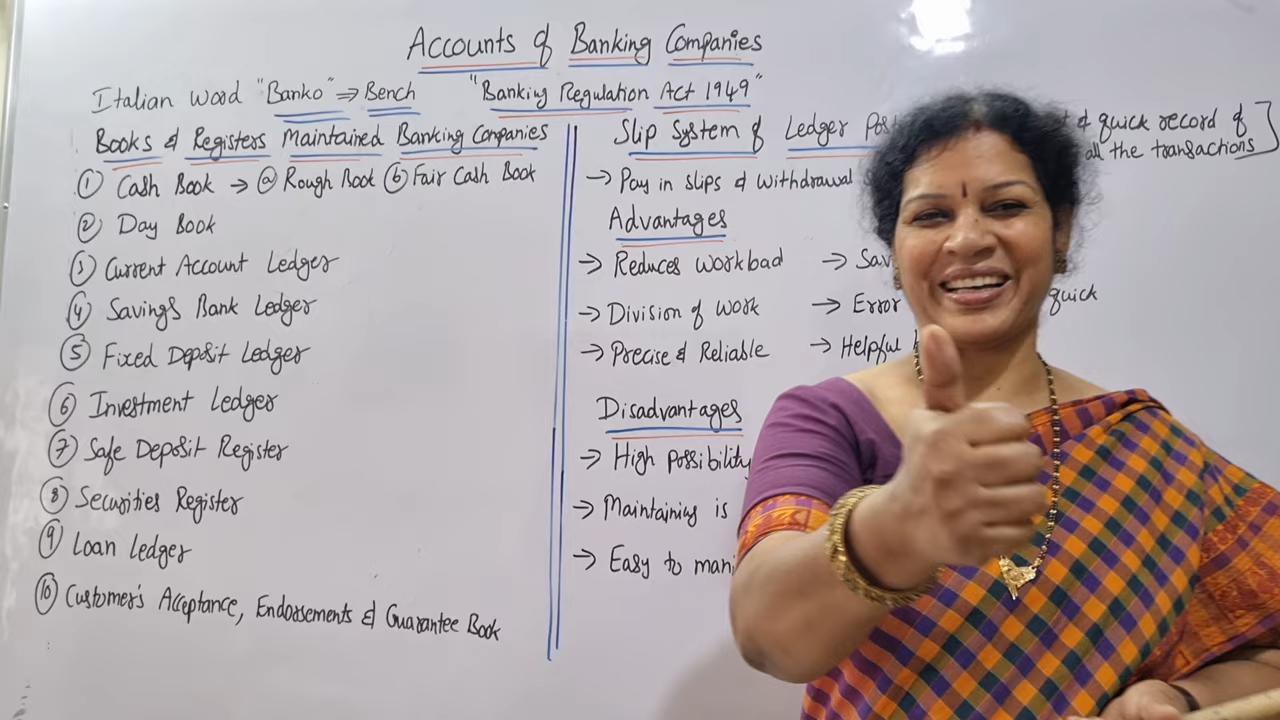 Accounts of Banking Companies
Italian word "Banko" ⇒ Bench "Banking Regulation Act 1949"
Books & Registers Maintained Banking Companies
① Cash Book → ⓐ Rough Book ⓑ Fair Cash Book
② Day Book
③ Current Account Ledger
④ Savings Bank Ledger
⑤ Fixed Deposit Ledger
⑥ Investment Ledger
⑦ Safe Deposit Register
⑧ Securities Register
⑨ Loan Ledger
⑩ Customer's Acceptance, Endorsements & Guarantee Book
Slip System of Ledger & quick record of
all the transactions
→ Pay in slips & withdrawal
Advantages
→ Reduces workload →
→ Division of work → Error quick
→ Precise & Reliable → Helpful
Disadvantages
→ High possibility
→ Maintaining is
→ Easy to